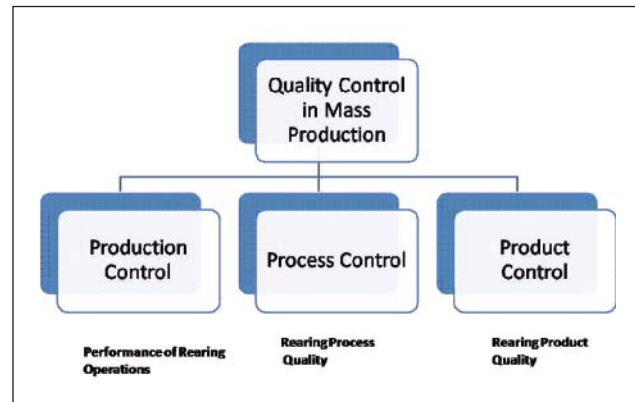 Quality Control
in Mass
Production
Production
Control
Process Control
Product
Control
Performance of Rearing
Operations
Rearing Process
Quality
Rearing Product
Quality